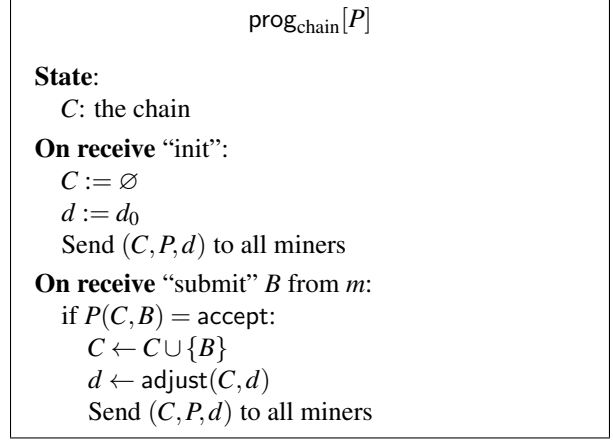 prog_chain[P]
State:
C: the chain
On receive “init”:
C := ∅
d := d_0
Send (C, P, d) to all miners
On receive “submit” B from m:
if P(C, B) = accept:
C ← C ∪ {B}
d ← adjust(C, d)
Send (C, P, d) to all miners